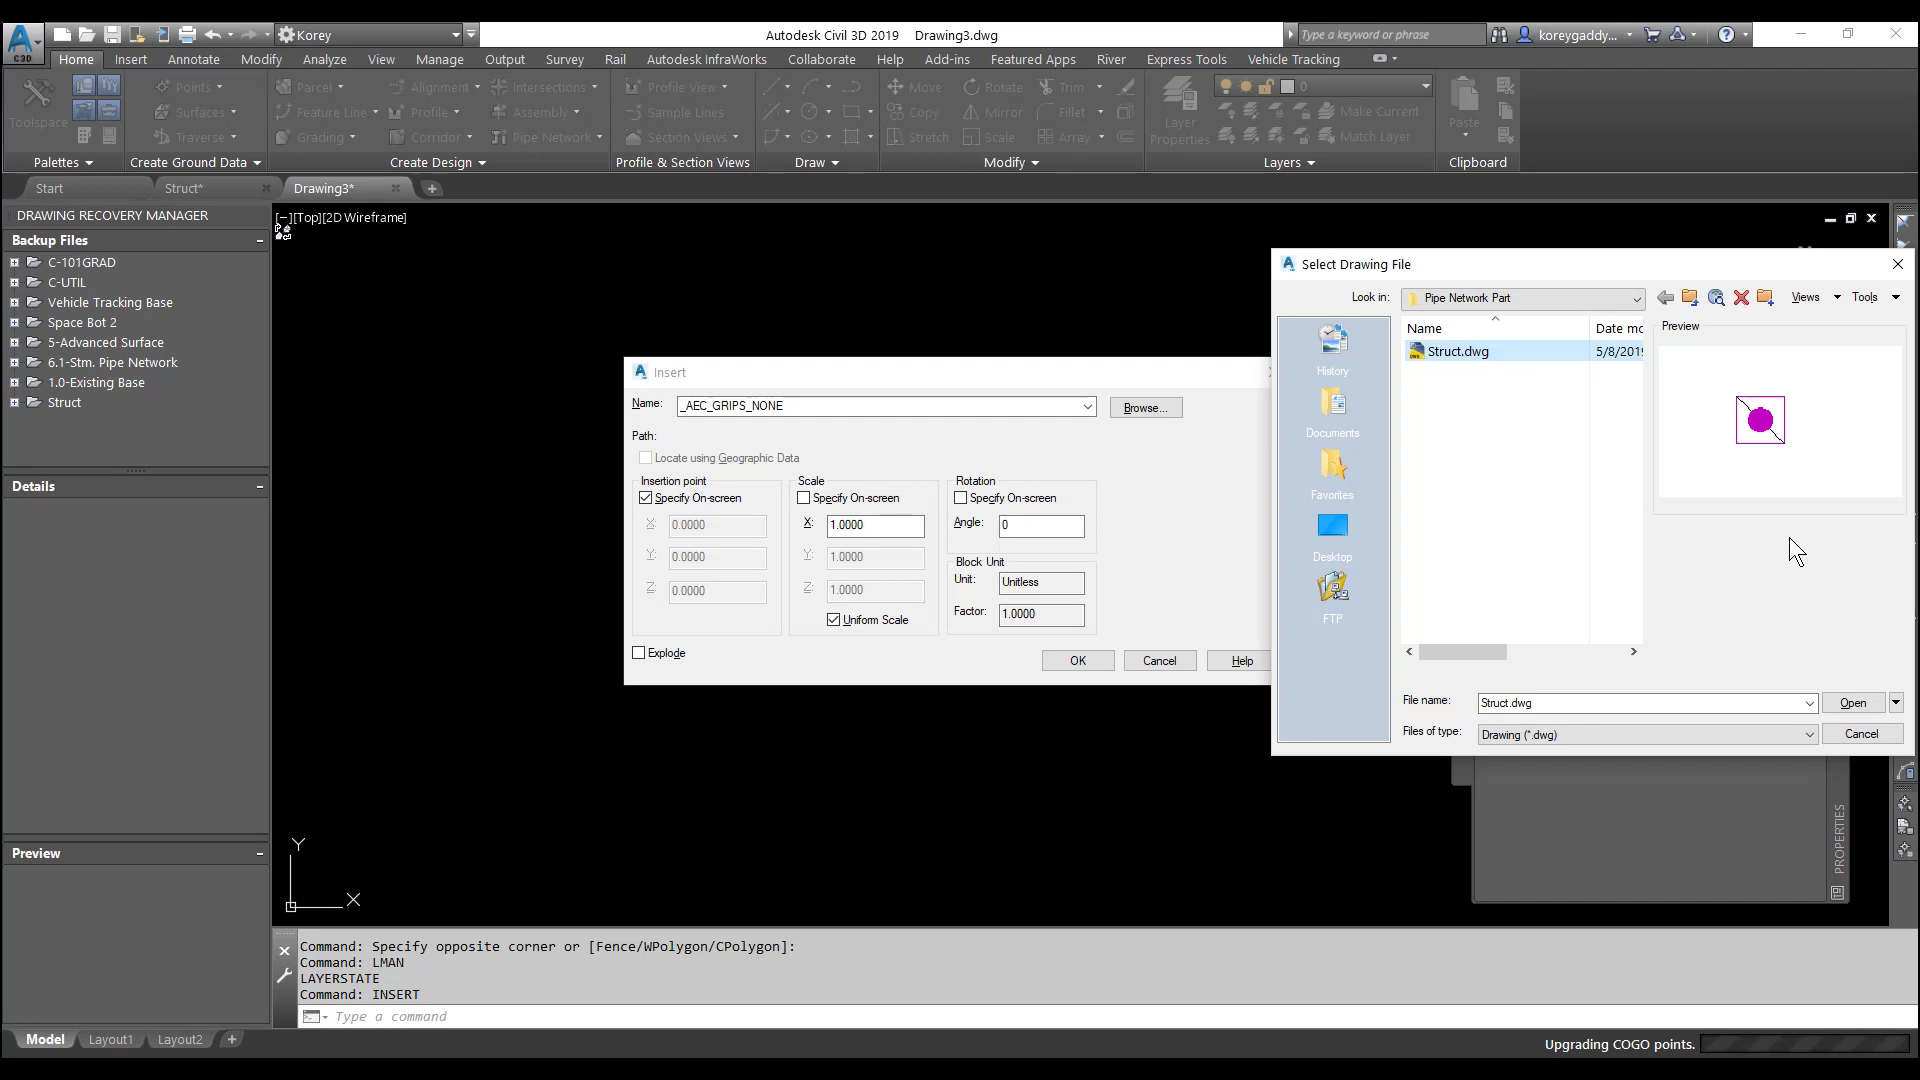 Korey
Autodesk Civil 3D 2019 Drawing3.dwg
Type a keyword or phrase
koreygaddy...
C3D
Home Insert Annotate Modify Analyze View Manage Output Survey Rail Autodesk InfraWorks Collaborate Help Add-ins Featured Apps River Express Tools Vehicle Tracking
Toolspace
Points
Surfaces
Traverse
Parcel
Feature Line
Grading
Alignment
Profile
Corridor
Intersections
Assembly
Pipe Network
Profile View
Sample Lines
Section Views
Move
Copy
Stretch
Rotate
Mirror
Scale
Trim
Fillet
Array
Layer
Properties
0
Make Current
Match Layer
Paste
Palettes
Create Ground Data
Create Design
Profile & Section Views
Draw
Modify
Layers
Clipboard
Start
Struct*
Drawing3*
DRAWING RECOVERY MANAGER
Backup Files
C-101GRAD
C-UTIL
Vehicle Tracking Base
Space Bot 2
5-Advanced Surface
6.1-Stm. Pipe Network
1.0-Existing Base
Struct
Details
Preview
[−][Top][2D Wireframe]
Insert
Name: _AEC_GRIPS_NONE
Browse...
Path:
Locate using Geographic Data
Insertion point
Specify On-screen
X: 0.0000
Y: 0.0000
Z: 0.0000
Scale
Specify On-screen
X: 1.0000
Y: 1.0000
Z: 1.0000
Uniform Scale
Rotation
Specify On-screen
Angle: 0
Block Unit
Unit: Unitless
Factor: 1.0000
Explode
OK
Cancel
Help
Select Drawing File
Look in: Pipe Network Part
Views
Tools
History
Documents
Favorites
Desktop
FTP
Name
Date mo
Struct.dwg
5/8/2019
Preview
File name: Struct.dwg
Open
Files of type: Drawing (*.dwg)
Cancel
PROPERTIES
Y
X
Command: Specify opposite corner or [Fence/WPolygon/CPolygon]:
Command: LMAN
LAYERSTATE
Command: INSERT
Type a command
Model
Layout1
Layout2
Upgrading COGO points.